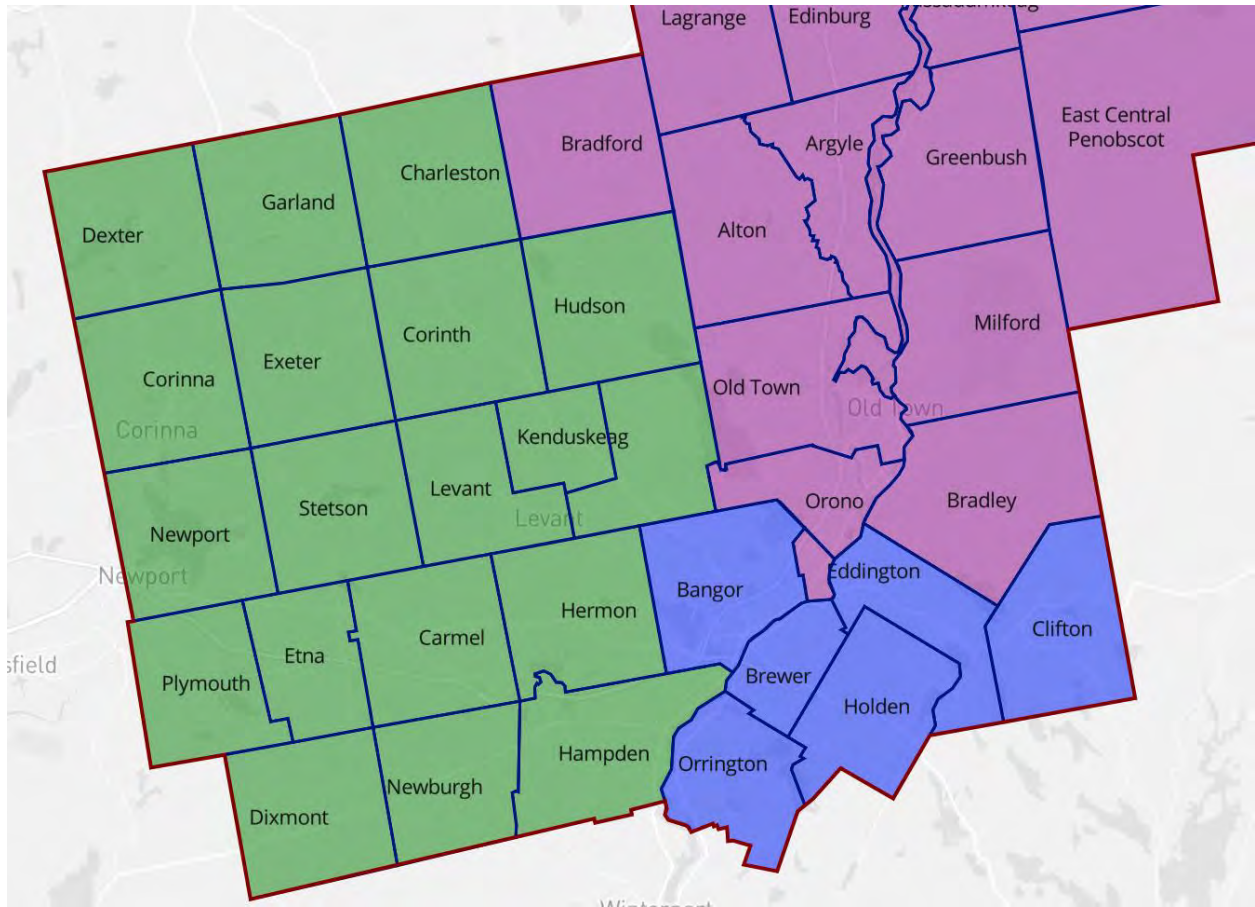 Lagrange
Edinburg
East Central
Penobscot
Bradford
Argyle
Greenbush
Charleston
Garland
Dexter
Alton
Hudson
Milford
Corinth
Exeter
Corinna
Corinna
Old Town
Old Town
Kenduskeag
Levant
Levant
Stetson
Newport
Newport
Orono
Bradley
Eddington
Bangor
Hermon
Carmel
Etna
Plymouth
sfield
Clifton
Brewer
Holden
Hampden
Orrington
Newburgh
Dixmont